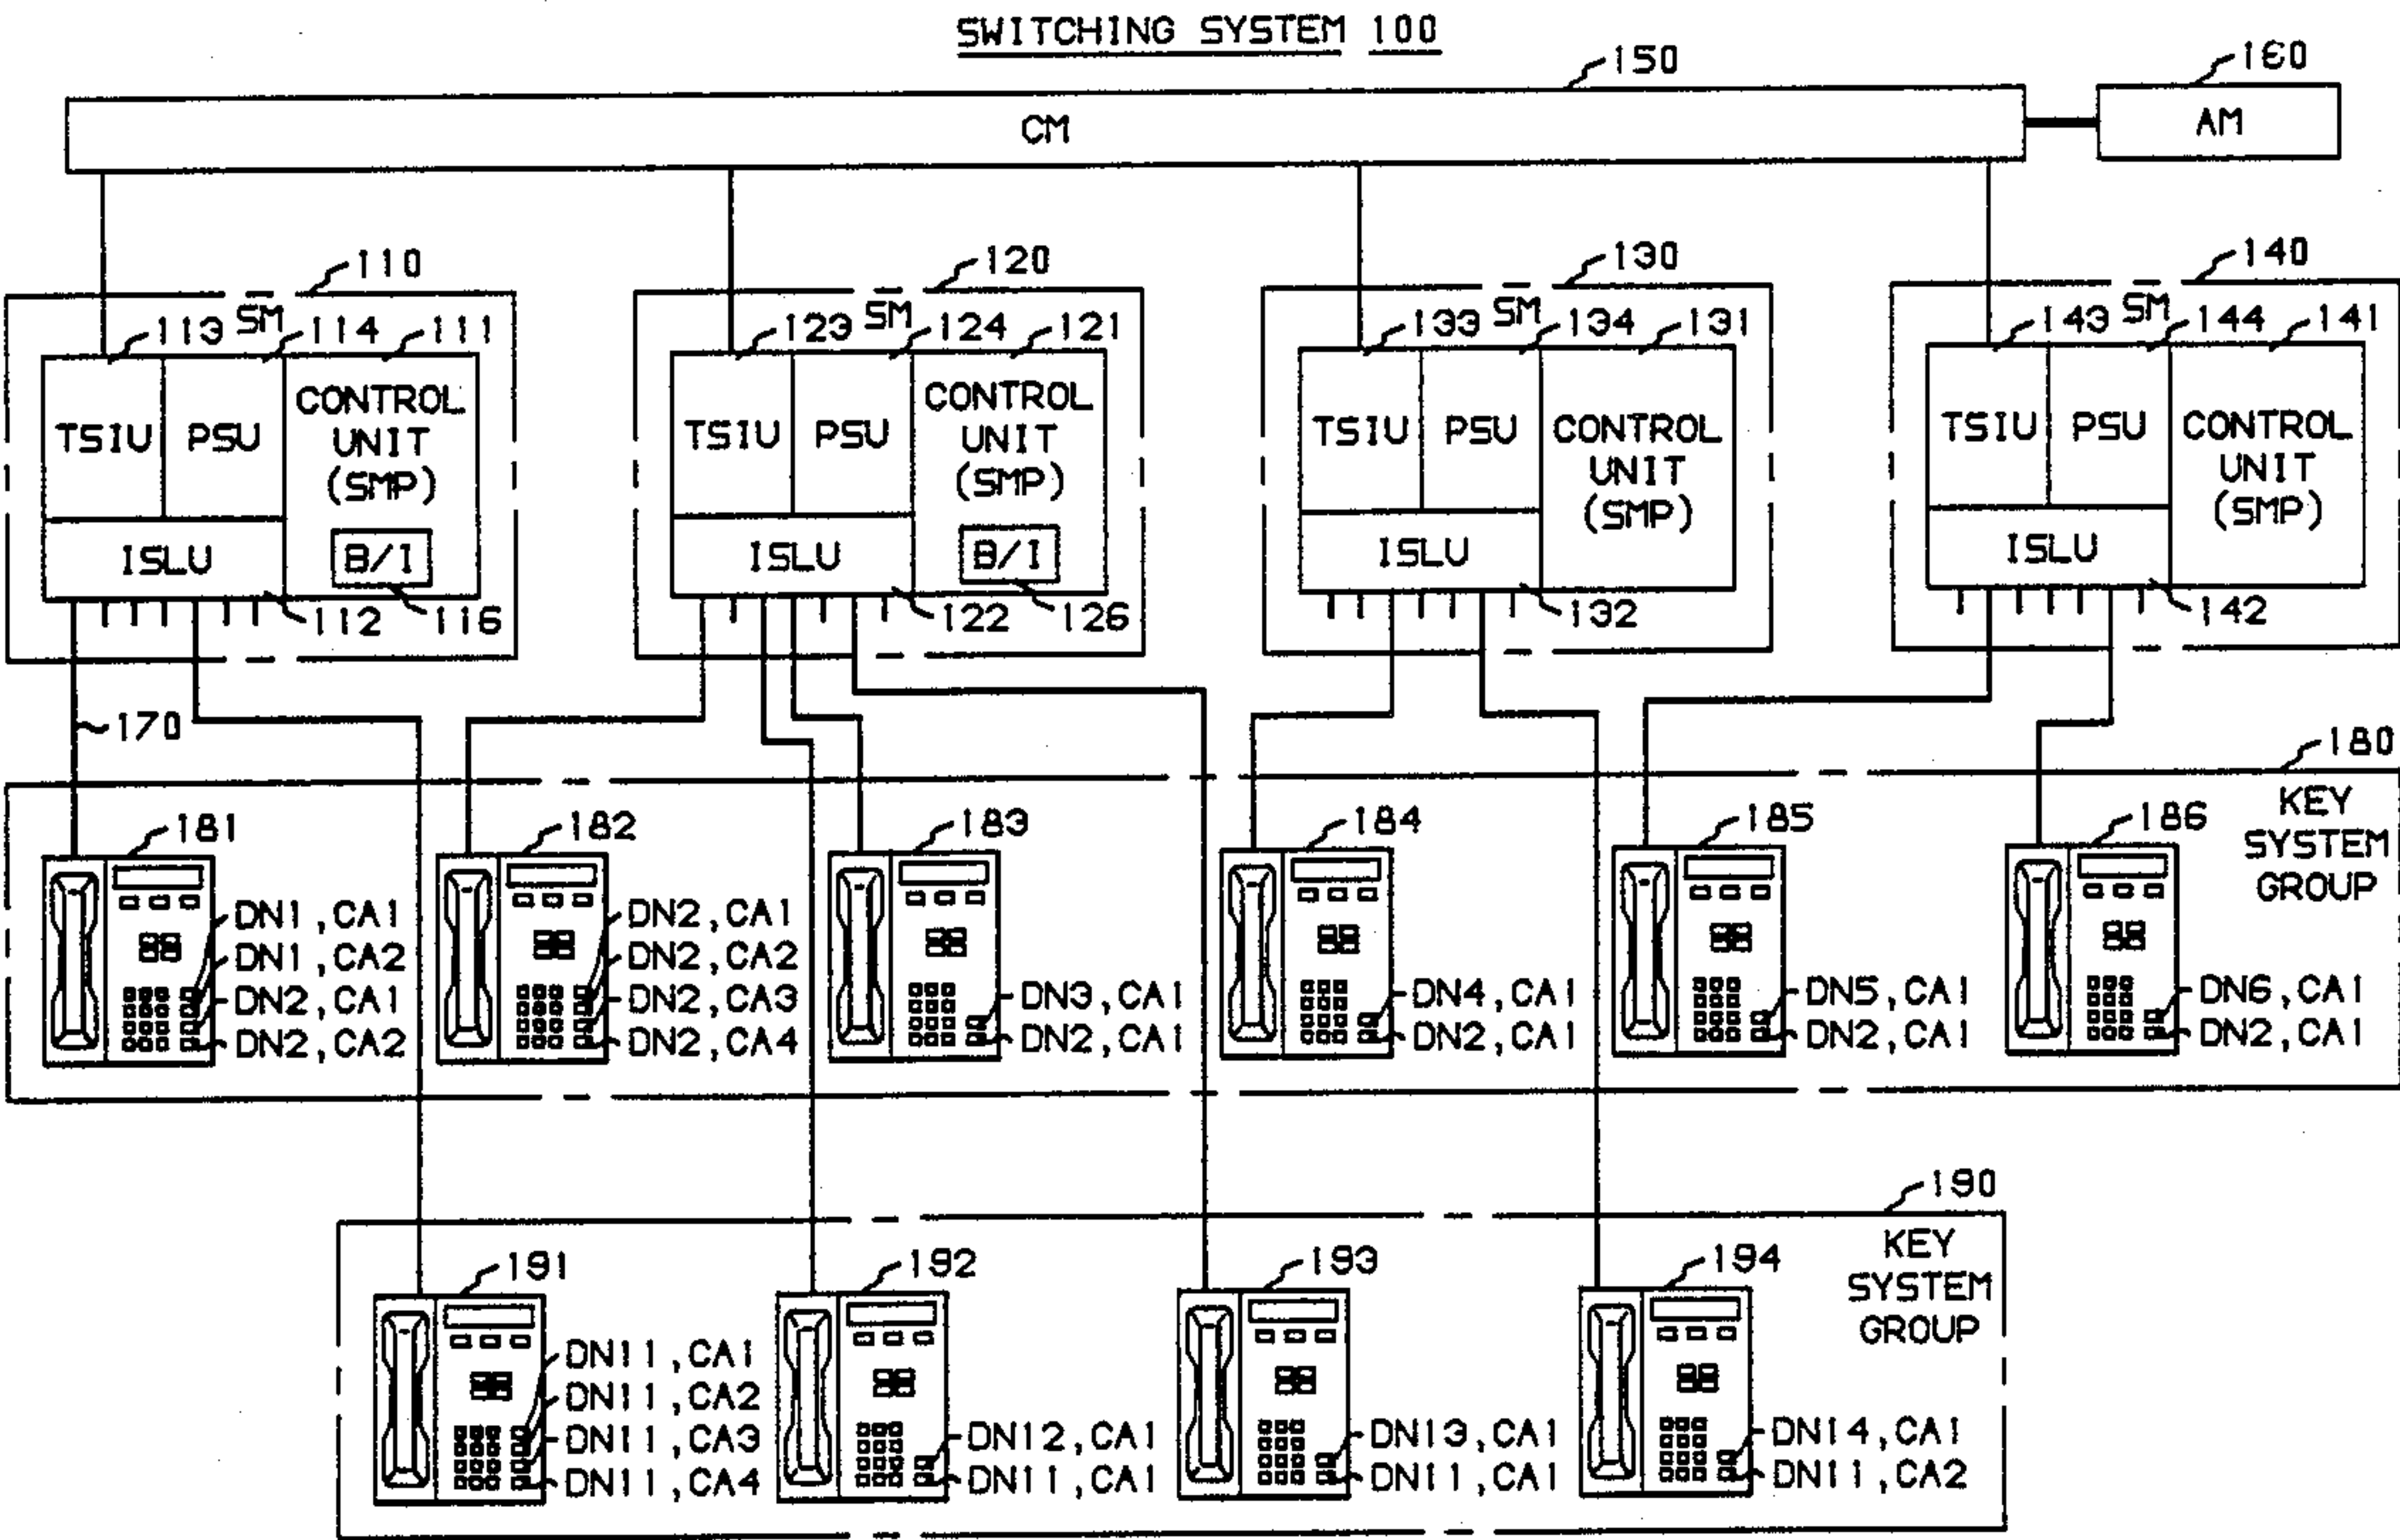 SWITCHING SYSTEM 100
150
160
CM
AM
110
120
130
140
SM
113
114
111
SM
123
124
121
SM
133
134
131
SM
143
144
141
TSIU
PSU
CONTROL
UNIT
(SMP)
ISLU
B/I
112
116
TSIU
PSU
CONTROL
UNIT
(SMP)
ISLU
B/I
122
126
TSIU
PSU
CONTROL
UNIT
(SMP)
ISLU
132
TSIU
PSU
CONTROL
UNIT
(SMP)
ISLU
142
170
180
KEY
SYSTEM
GROUP
181
DN1,CA1
DN1,CA2
DN2,CA1
DN2,CA2
182
DN2,CA1
DN2,CA2
DN2,CA3
DN2,CA4
183
DN3,CA1
DN2,CA1
184
DN4,CA1
DN2,CA1
185
DN5,CA1
DN2,CA1
186
DN6,CA1
DN2,CA1
190
KEY
SYSTEM
GROUP
191
DN11,CA1
DN11,CA2
DN11,CA3
DN11,CA4
192
DN12,CA1
DN11,CA1
193
DN13,CA1
DN11,CA1
194
DN14,CA1
DN11,CA2